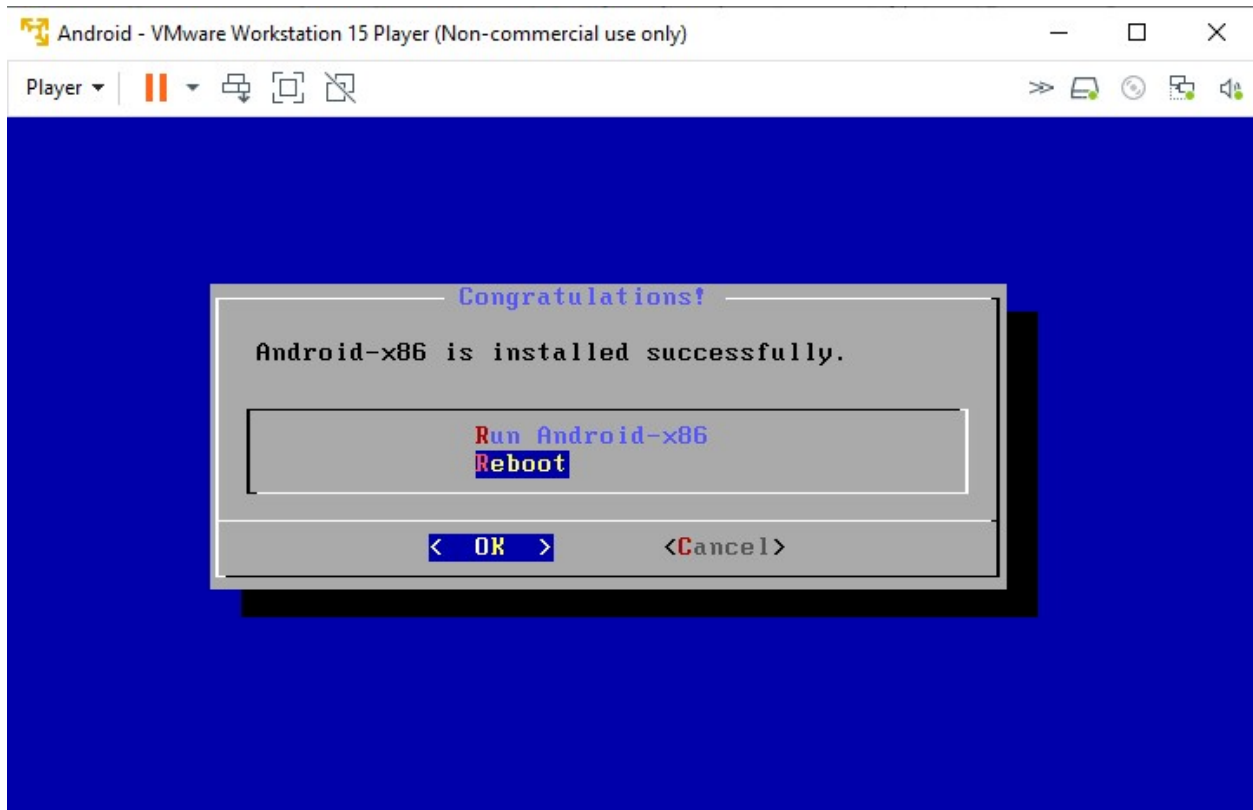 Android - VMware Workstation 15 Player (Non-commercial use only)
Player
Congratulations!
Android-x86 is installed successfully.
Run Android-x86
Reboot
< OK > <Cancel>